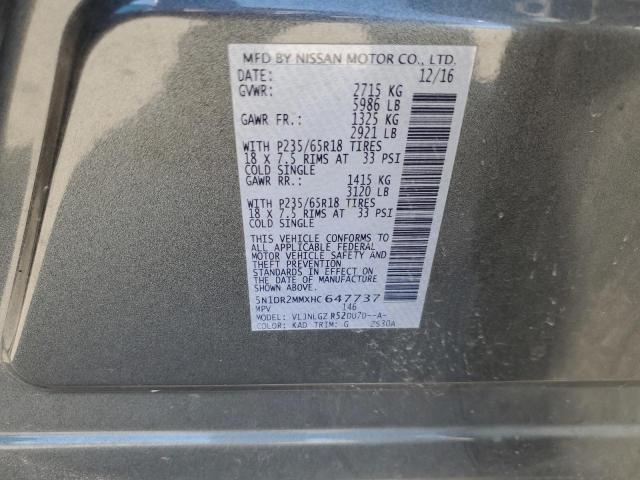 MFD BY NISSAN MOTOR CO., LTD.
DATE: 12/16
GVWR: 2715 KG
5986 LB
GAWR FR.: 1325 KG
2921 LB
WITH P235/65R18 TIRES
18 X 7.5 RIMS AT 33 PSI
COLD SINGLE
GAWR RR.: 1415 KG
3120 LB
WITH P235/65R18 TIRES
18 X 7.5 RIMS AT 33 PSI
COLD SINGLE
THIS VEHICLE CONFORMS TO
ALL APPLICABLE FEDERAL
MOTOR VEHICLE SAFETY AND
THEFT PREVENTION
STANDARDS IN EFFECT ON
THE DATE OF MANUFACTURE
SHOWN ABOVE.
5N1DR2MMXHC647737
MPV 146
MODEL:
COLOR: KAD TRIM: G